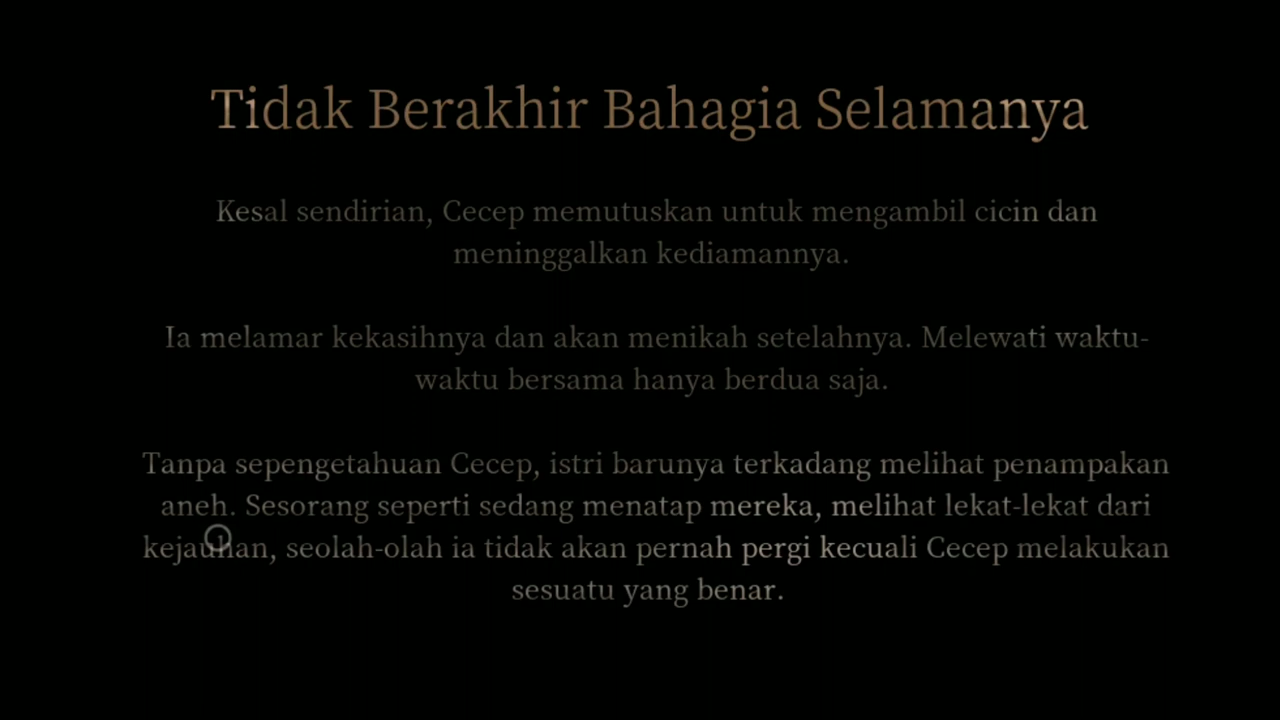 Tidak Berakhir Bahagia Selamanya
Kesal sendirian, Cecep memutuskan untuk mengambil cicin dan
meninggalkan kediamannya.
Ia melamar kekasihnya dan akan menikah setelahnya. Melewati waktu-
waktu bersama hanya berdua saja.
Tanpa sepengetahuan Cecep, istri barunya terkadang melihat penampakan
aneh. Sesorang seperti sedang menatap mereka, melihat lekat-lekat dari
kejauhan, seolah-olah ia tidak akan pernah pergi kecuali Cecep melakukan
sesuatu yang benar.